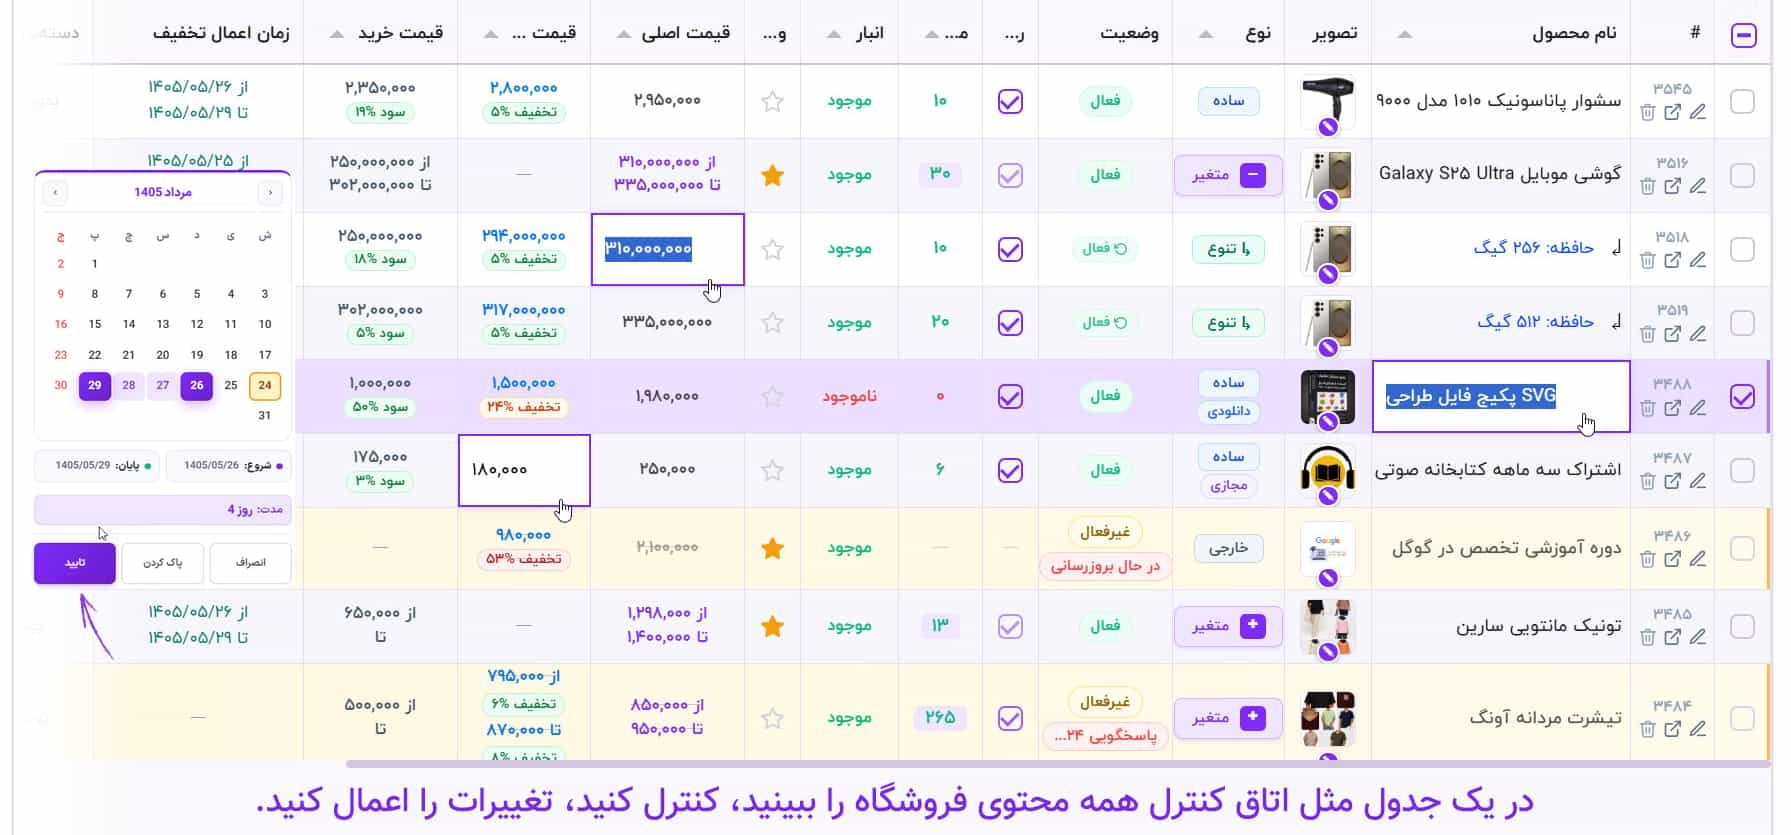 # نام محصول تصویر نوع وضعیت ر... م... انبار و... قیمت اصلی قیمت ... قیمت خرید زمان اعمال تخفیف
۳۵۴۵ سشوار پاناسونیک ۱۰۱۰ مدل ۹۰۰۰ ساده فعال ۱۰ موجود ۲,۹۵۰,۰۰۰ ۲,۸۰۰,۰۰۰ ۲,۳۵۰,۰۰۰ از ۱۴۰۵/۰۵/۲۶
تخفیف %۵ سود %۱۹ تا ۱۴۰۵/۰۵/۲۹
۳۵۱۶ گوشی موبایل Galaxy S۲۵ Ultra متغیر فعال ۳۰ موجود از ۳۱۰,۰۰۰,۰۰۰ — از ۲۵۰,۰۰۰,۰۰۰ از ۱۴۰۵/۰۵/۲۵
تا ۳۳۵,۰۰۰,۰۰۰ تا ۳۰۲,۰۰۰,۰۰۰
۳۵۱۸ حافظه: ۲۵۶ گیگ تنوع فعال ۱۰ موجود ۳۱۰,۰۰۰,۰۰۰ ۲۹۴,۰۰۰,۰۰۰ ۲۵۰,۰۰۰,۰۰۰
تخفیف %۵ سود %۱۸
۳۵۱۹ حافظه: ۵۱۲ گیگ تنوع فعال ۲۰ موجود ۳۳۵,۰۰۰,۰۰۰ ۳۱۷,۰۰۰,۰۰۰ ۳۰۲,۰۰۰,۰۰۰
تخفیف %۵ سود %۵
۳۴۸۸ SVG پکیج فایل طراحی ساده فعال ۰ ناموجود ۱,۹۸۰,۰۰۰ ۱,۵۰۰,۰۰۰ ۱,۰۰۰,۰۰۰
دانلودی تخفیف %۲۴ سود %۵۰
۳۴۸۷ اشتراک سه ماهه کتابخانه صوتی ساده فعال ۶ موجود ۲۵۰,۰۰۰ ۱۸۰,۰۰۰ ۱۷۵,۰۰۰
مجازی سود %۳
۳۴۸۶ دوره آموزشی تخصص در گوگل Google خارجی غیرفعال — — موجود ۲,۱۰۰,۰۰۰ ۹۸۰,۰۰۰ —
در حال بروزرسانی تخفیف %۵۳
۳۴۸۵ تونیک مانتویی سارین متغیر فعال ۱۳ موجود از ۱,۲۹۸,۰۰۰ — از ۶۵۰,۰۰۰ از ۱۴۰۵/۰۵/۲۶
تا ۱,۴۰۰,۰۰۰ تا تا ۱۴۰۵/۰۵/۲۹
۳۴۸۴ تیشرت مردانه آونگ متغیر غیرفعال ۲۶۵ موجود از ۸۵۰,۰۰۰ از ۷۹۵,۰۰۰ از ۵۰۰,۰۰۰ —
پاسخگویی ۲۴... تا ۹۵۰,۰۰۰ تخفیف %۶ تا
تا ۸۷۰,۰۰۰
تخفیف %۸
مرداد 1405
ش ی د س چ پ ج
1 2
3 4 5 6 7 8 9
10 11 12 13 14 15 16
17 18 19 20 21 22 23
24 25 26 27 28 29 30
31
شروع: 1405/05/26 پایان: 1405/05/29
مدت: روز 4
انصراف پاک کردن تایید
در یک جدول مثل اتاق کنترل همه محتوی فروشگاه را ببینید، کنترل کنید، تغییرات را اعمال کنید.